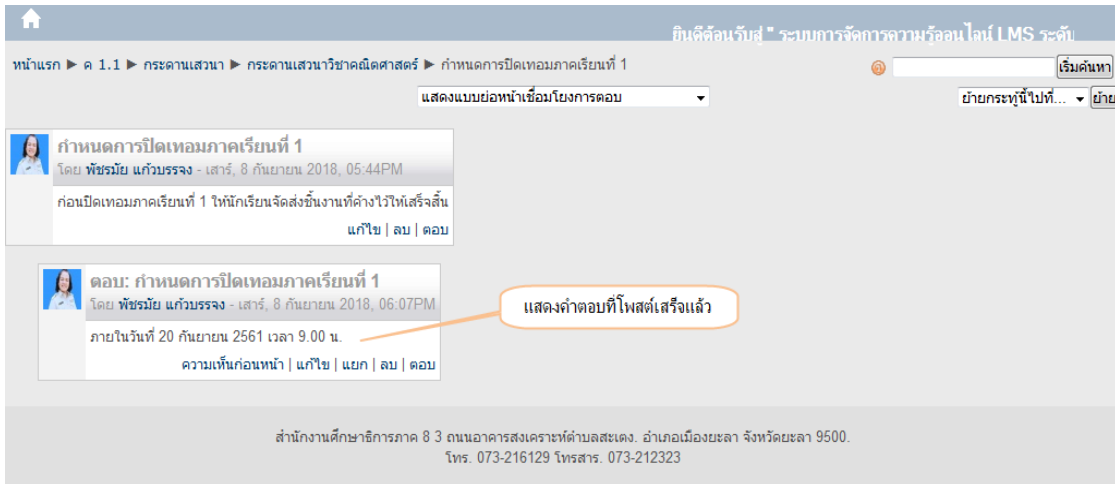 ยินดีต้อนรับสู่ " ระบบการจัดการความรู้ออนไลน์ LMS ระดับ
หน้าแรก ► ค 1.1 ► กระดานเสวนา ► กระดานเสวนาวิชาคณิตศาสตร์ ► กำหนดการปิดเทอมภาคเรียนที่ 1
เริ่มค้นหา
แสดงแบบย่อหน้าเชื่อมโยงการตอบ
ย้ายกระทู้นี้ไปที่... ย้าย
กำหนดการปิดเทอมภาคเรียนที่ 1
โดย พัชรมัย แก้วบรรจง - เสาร์, 8 กันยายน 2018, 05:44PM
ก่อนปิดเทอมภาคเรียนที่ 1 ให้นักเรียนจัดส่งชิ้นงานที่ค้างไว้ให้เสร็จสิ้น
แก้ไข | ลบ | ตอบ
ตอบ: กำหนดการปิดเทอมภาคเรียนที่ 1
โดย พัชรมัย แก้วบรรจง - เสาร์, 8 กันยายน 2018, 06:07PM
แสดงคำตอบที่โพสต์เสร็จแล้ว
ภายในวันที่ 20 กันยายน 2561 เวลา 9.00 น.
ความเห็นก่อนหน้า | แก้ไข | แยก | ลบ | ตอบ
สำนักงานศึกษาธิการภาค 8 3 ถนนอาคารสงเคราะห์ตำบลสะเตง. อำเภอเมืองยะลา จังหวัดยะลา 9500.
โทร. 073-216129 โทรสาร. 073-212323